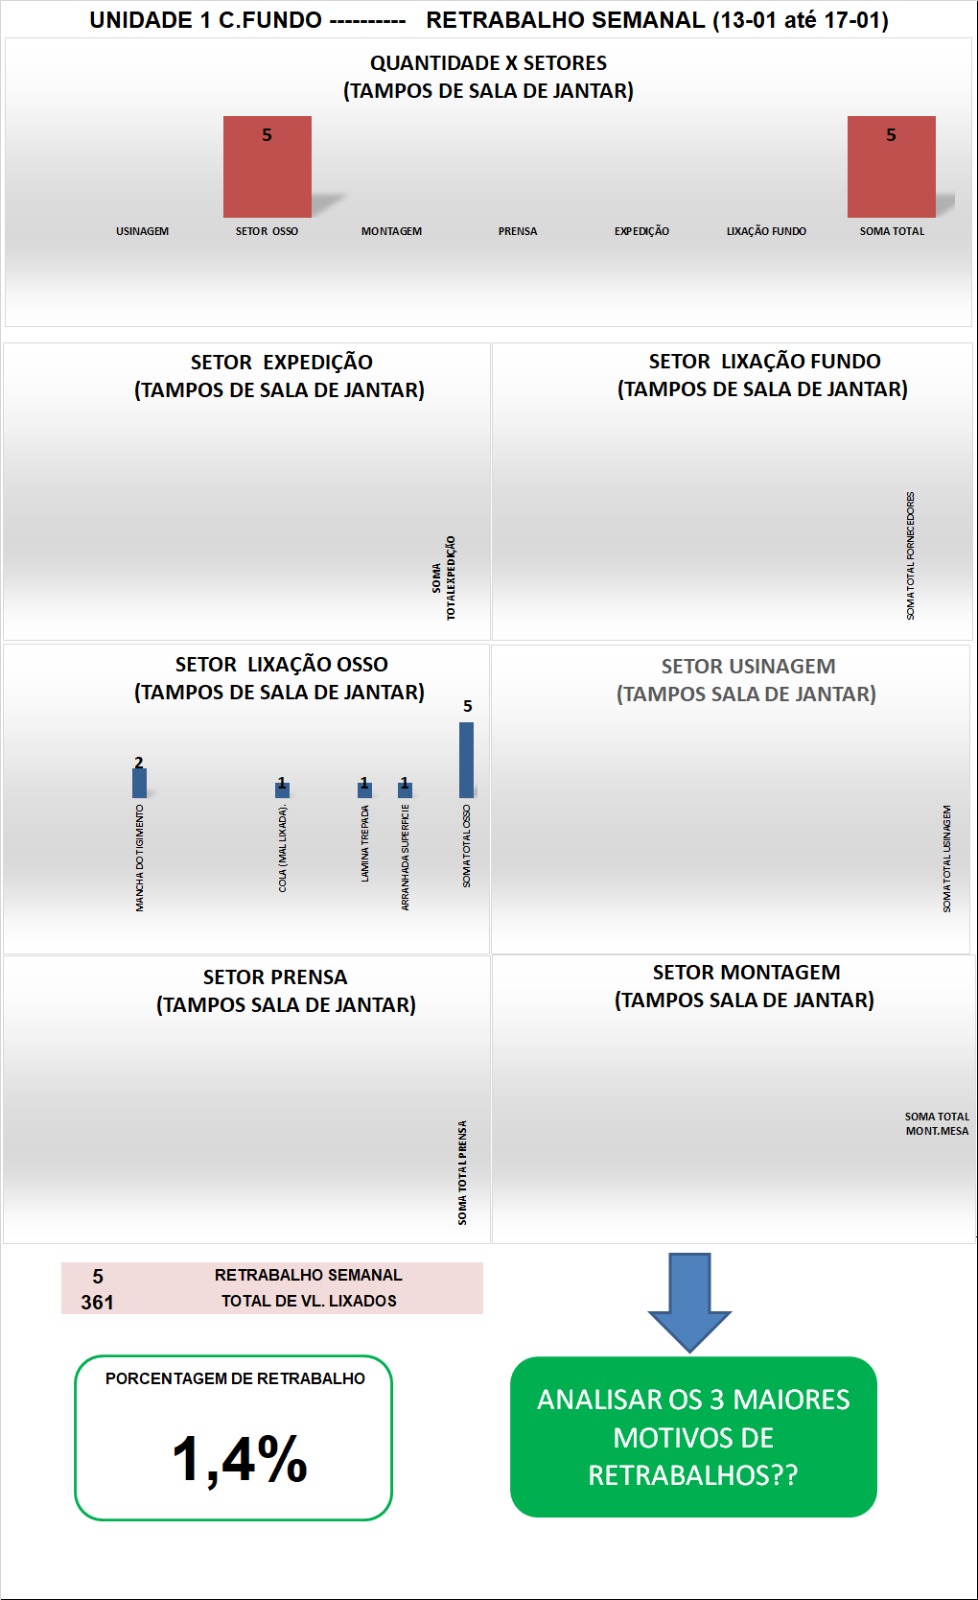 UNIDADE 1 C.FUNDO ---------- RETRABALHO SEMANAL (13-01 até 17-01)
QUANTIDADE X SETORES
(TAMPOS DE SALA DE JANTAR)
5
5
USINAGEM
SETOR OSSO
MONTAGEM
PRENSA
EXPEDIÇÃO
LIXAÇÃO FUNDO
SOMA TOTAL
SETOR EXPEDIÇÃO
(TAMPOS DE SALA DE JANTAR)
SOMA
TOTALEXPEDIÇÃO
SETOR LIXAÇÃO FUNDO
(TAMPOS DE SALA DE JANTAR)
SOMA TOTAL FORNECEDORES
SETOR LIXAÇÃO OSSO
(TAMPOS DE SALA DE JANTAR)
2
1
1
1
5
MANCHA DO TIGIMENTO
COLA (MAL LIXADA).
LAMINA TREPADA
ARRANHADA SUPERFICIE
SOMA TOTAL OSSO
SETOR USINAGEM
(TAMPOS SALA DE JANTAR)
SOMA TOTAL USINAGEM
SETOR PRENSA
(TAMPOS SALA DE JANTAR)
SOMA TOTAL PRENSA
SETOR MONTAGEM
(TAMPOS SALA DE JANTAR)
SOMA TOTAL
MONT.MESA
5 RETRABALHO SEMANAL
361 TOTAL DE VL. LIXADOS
PORCENTAGEM DE RETRABALHO
1,4%
ANALISAR OS 3 MAIORES
MOTIVOS DE
RETRABALHOS??